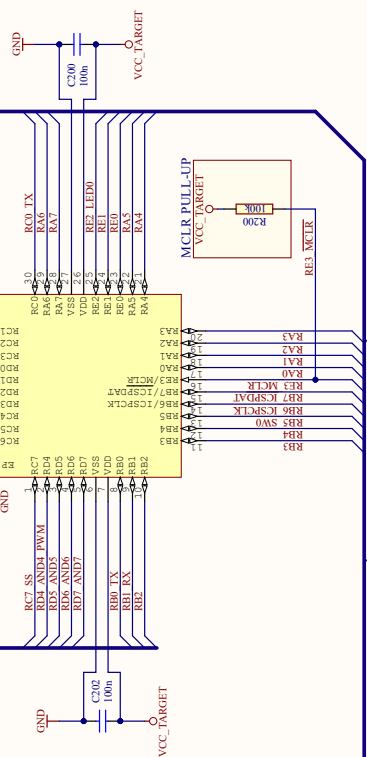 GND
C200
100n
VCC_TARGET
MCLR PULL-UP
VCC_TARGET
100k
R200
RE3_MCLR
RC0_TX
RA6
RA7
RE2_LED0
RE1
RE0
RA5
RA4
30
29
28
27
26
25
24
23
22
21
RC0
RA6
RA7
VSS
VDD
RE2
RE1
RE0
RA5
RA4
RC1
RC2
RC3
RD0
RD1
RD2
RD3
RC4
RC5
RC6
EP
GND
RA3
RA2
RA1
RA0
RE3/MCLR
RB7/ICSPDAT
RB6/ICSPCLK
RB5
RB4
RB3
20
19
18
17
16
15
14
13
12
11
RA3
RA2
RA1
RA0
RE3_MCLR
RB7_ICSPDAT
RB6_ICSPCLK
RB5_SW0
RB4
RB3
RC7
RD4
RD5
RD6
RD7
VSS
VDD
RB0
RB1
RB2
1
2
3
4
5
6
7
8
9
10
RC7_SS
RD4_AND4_PWM
RD5_AND5
RD6_AND6
RD7_AND7
RB0_TX
RB1_RX
RB2
GND
C202
100n
VCC_TARGET